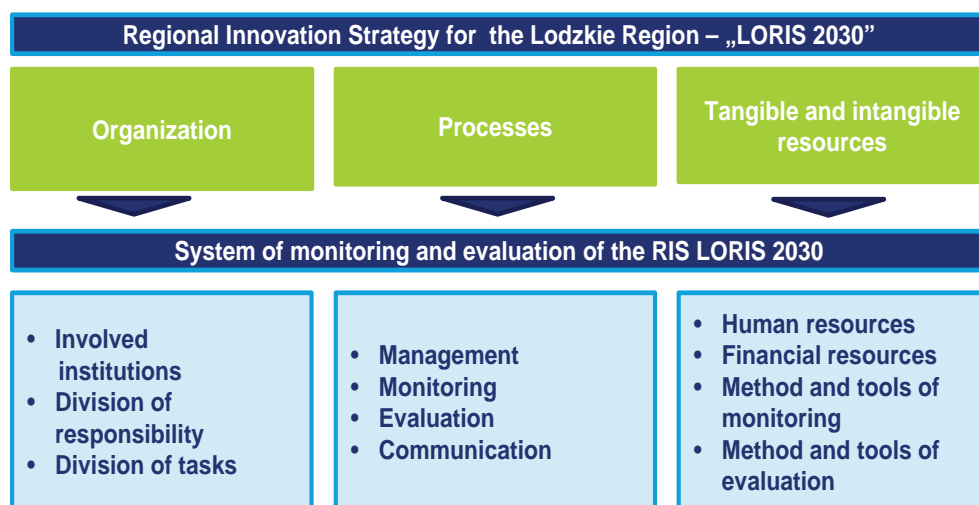 Regional Innovation Strategy for the Lodzkie Region – „LORIS 2030”
Organization
Processes
Tangible and intangible
resources
System of monitoring and evaluation of the RIS LORIS 2030
• Involved
institutions
• Division of
responsibility
• Division of tasks
• Management
• Monitoring
• Evaluation
• Communication
• Human resources
• Financial resources
• Method and tools of
monitoring
• Method and tools of
evaluation